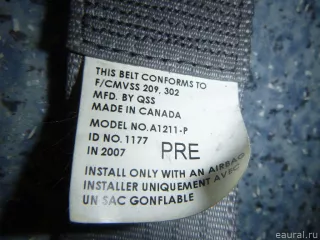 THIS BELT CONFORMS TO
F/CMVSS 209, 302
MFD. BY QSS
MADE IN CANADA
MODEL NO. A1211-P
ID NO. 1177
IN 2007 PRE
INSTALL ONLY WITH AN AIRBAG
INSTALLER UNIQUEMENT AVEC
UN SAC GONFLABLE
eaural.ru